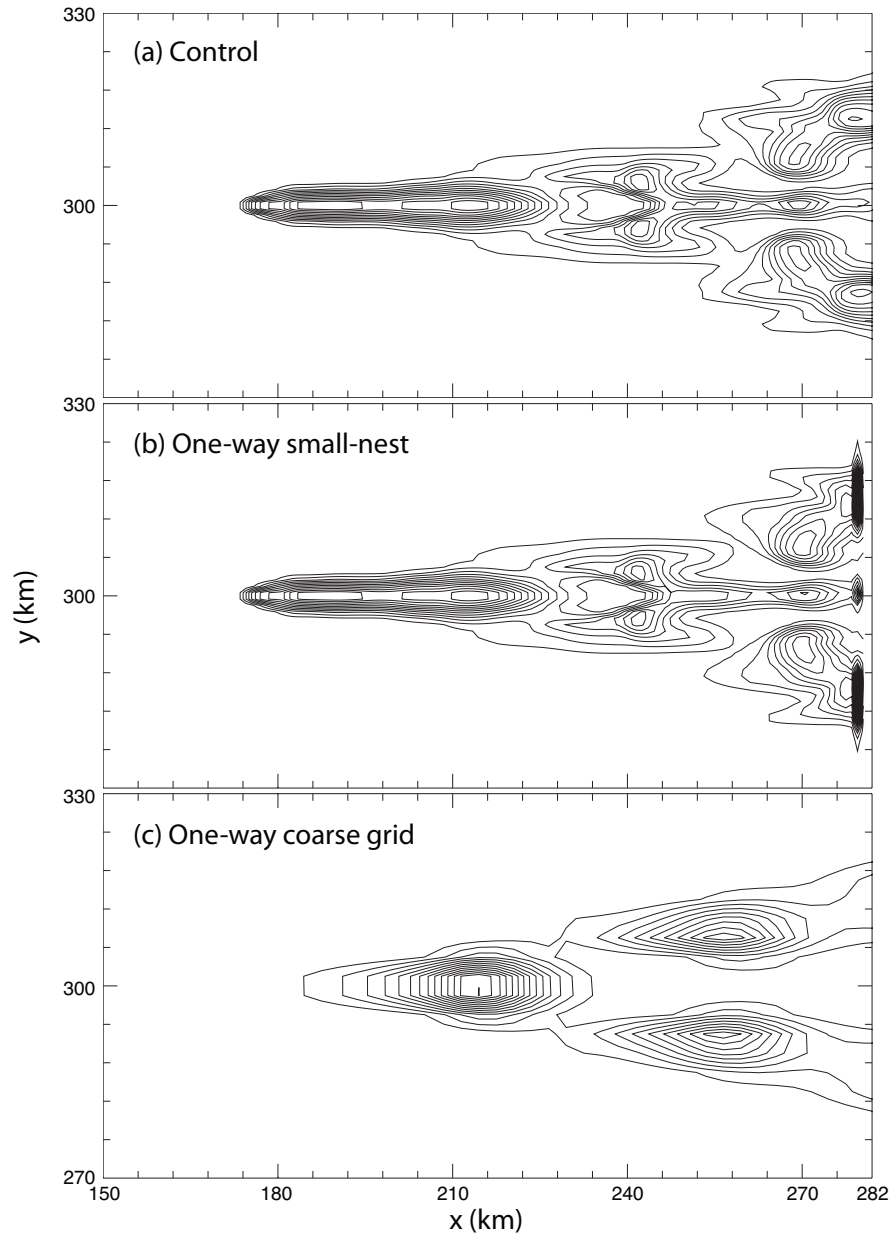 330
(a) Control
300
330
(b) One-way small-nest
300
y (km)
330
(c) One-way coarse grid
300
270
150 180 210 240 270 282
x (km)